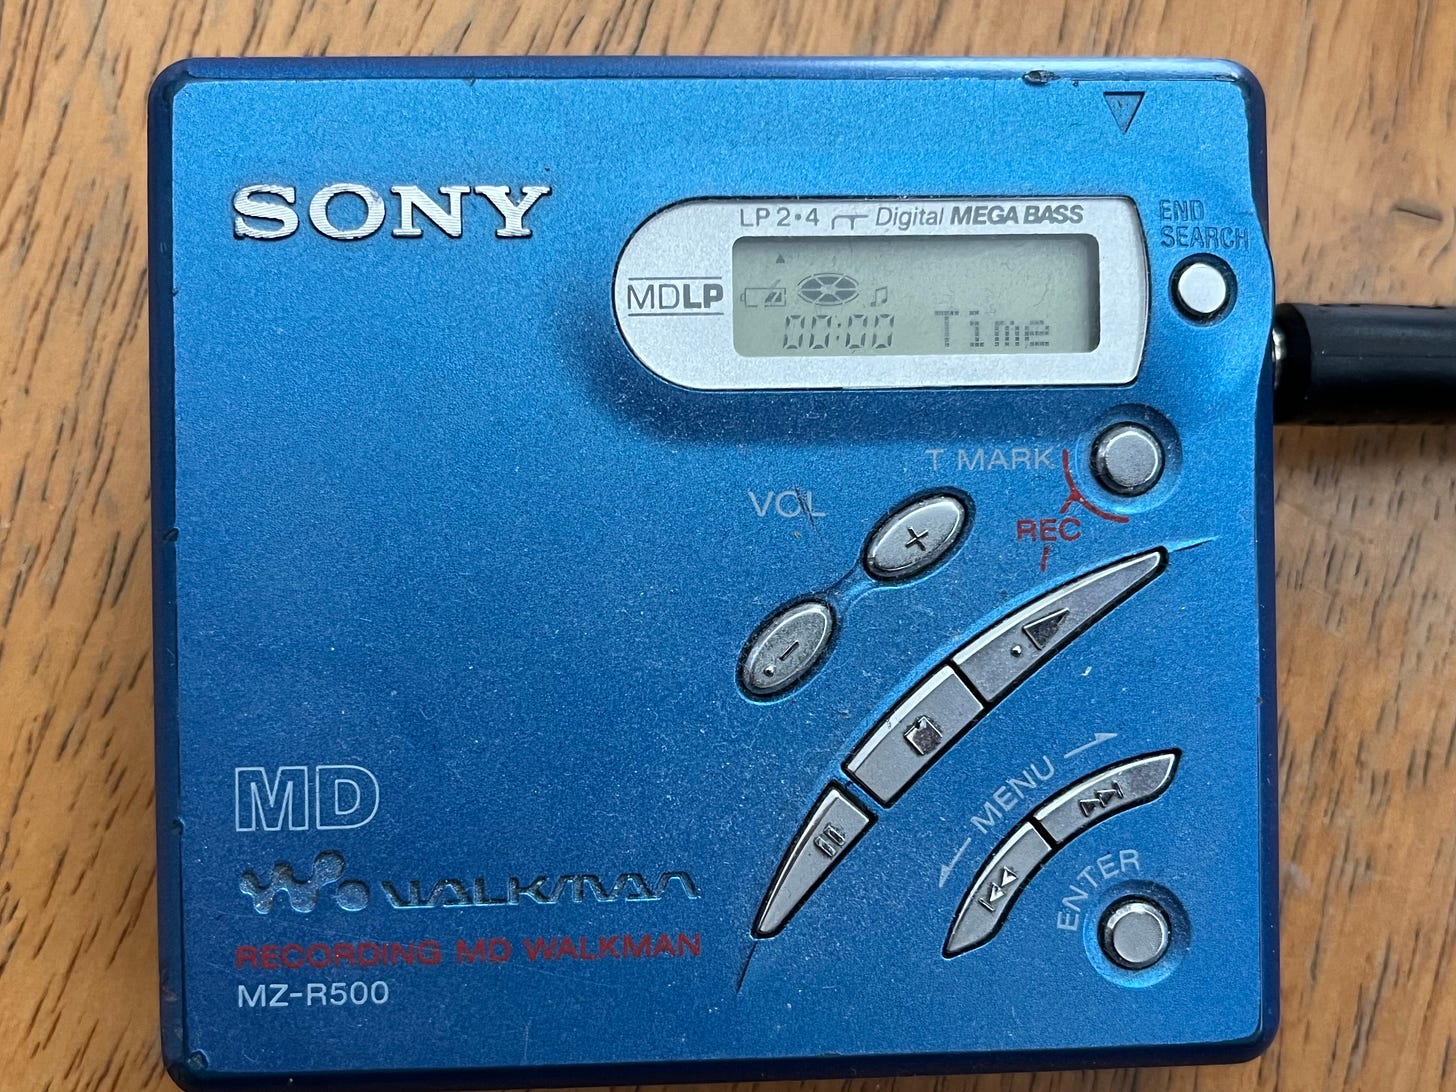 SONY
LP 2•4 Digital MEGA BASS
MDLP
00:00 Time
END
SEARCH
T MARK
REC
VOL
+
-
MENU
ENTER
MD
WALKMAN
RECORDING MD WALKMAN
MZ-R500